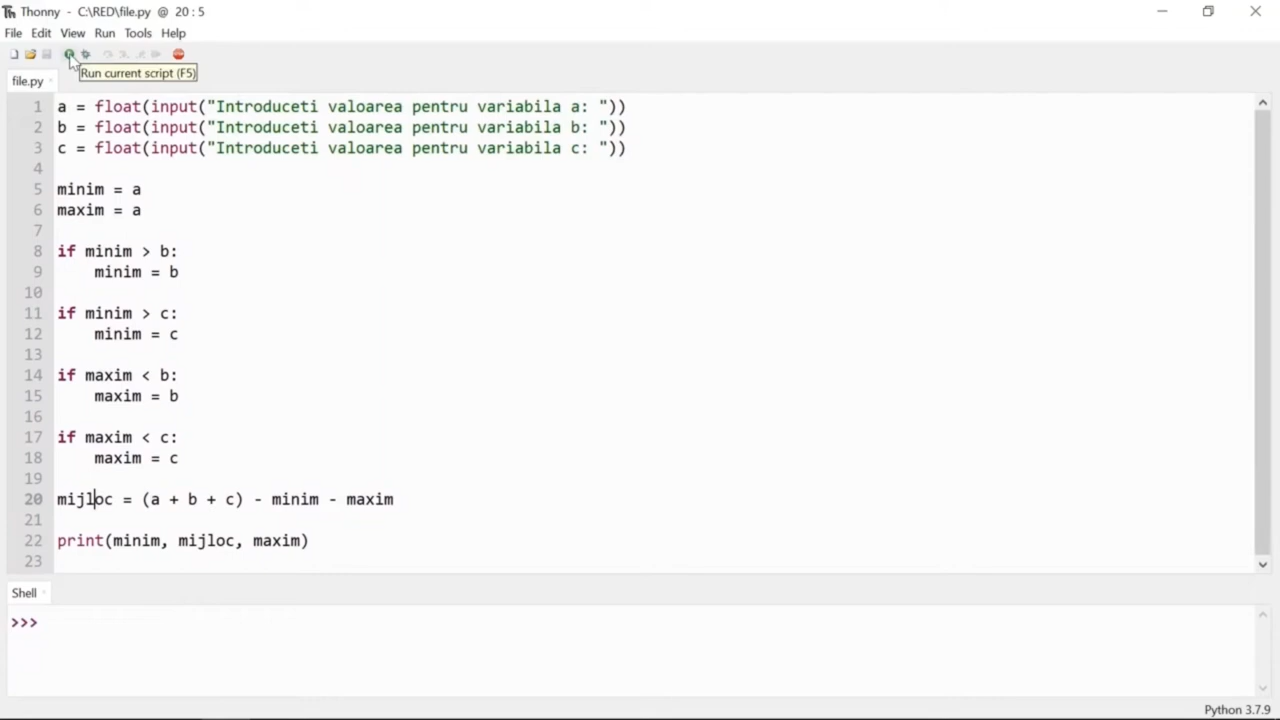 Thonny - C:\RED\file.py @ 20 : 5
File Edit View Run Tools Help
Run current script (F5)
file.py
1 a = float(input("Introduceti valoarea pentru variabila a: "))
2 b = float(input("Introduceti valoarea pentru variabila b: "))
3 c = float(input("Introduceti valoarea pentru variabila c: "))
4
5 minim = a
6 maxim = a
7
8 if minim > b:
9     minim = b
10
11 if minim > c:
12     minim = c
13
14 if maxim < b:
15     maxim = b
16
17 if maxim < c:
18     maxim = c
19
20 mijloc = (a + b + c) - minim - maxim
21
22 print(minim, mijloc, maxim)
23
Shell
>>>
Python 3.7.9